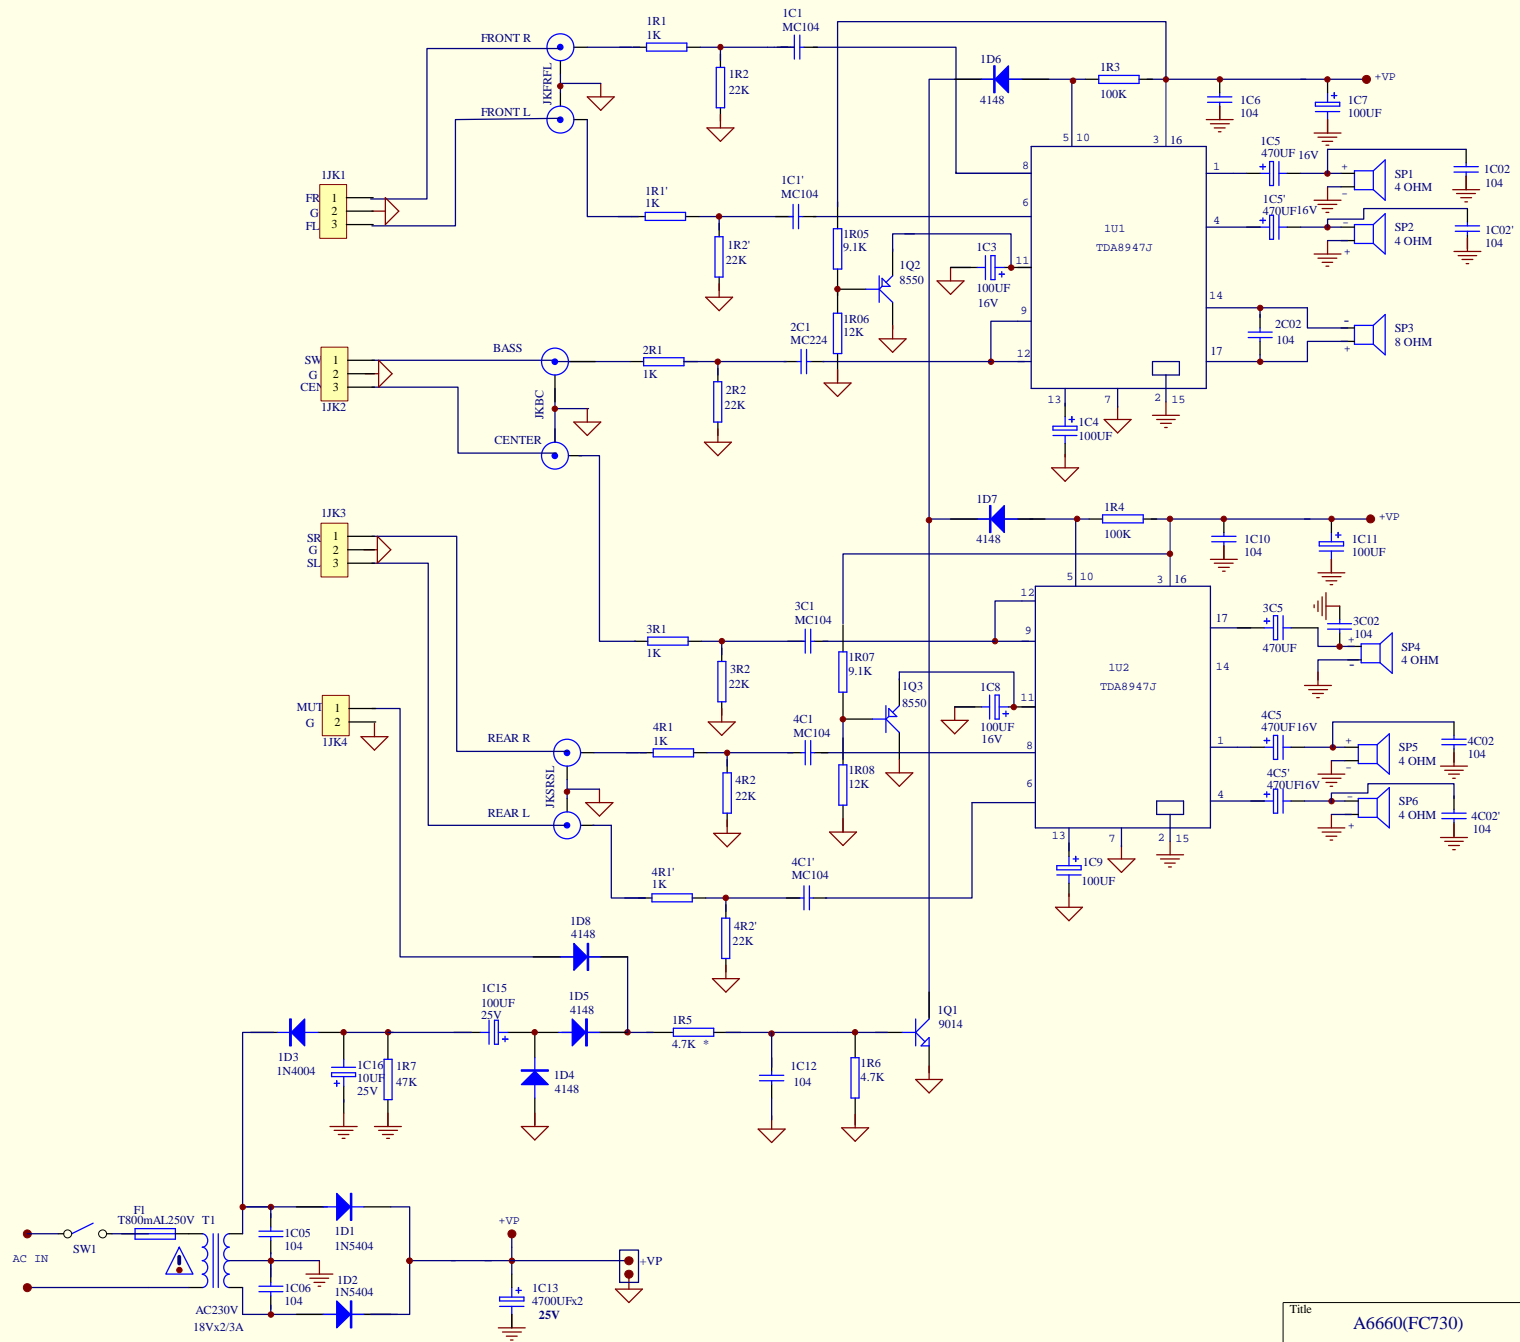 FRONT R
JKFRFL
FRONT L
1R1
1K
1R2
22K
1C1
MC104
1D6
4148
1R3
100K
+VP
1C6
104
1C7
100UF
5 10
3 16
1JK1
FR
G
FL
1
2
3
1R1'
1K
1R2'
22K
1C1'
MC104
1R05
9.1K
1Q2
8550
1C3
100UF
16V
1R06
12K
8
6
11
9
12
1U1
TDA8947J
1
4
14
17
13
7
2 15
1C4
100UF
1C5
470UF 16V
1C5'
470UF16V
+
-
SP1
4 OHM
1C02
104
-
+
SP2
4 OHM
1C02'
104
2C02
104
-
+
SP3
8 OHM
BASS
JKBC
CENTER
SW
G
CEN
1
2
3
1JK2
2R1
1K
2R2
22K
2C1
MC224
1JK3
SR
G
SL
1
2
3
1D7
4148
1R4
100K
+VP
1C10
104
1C11
100UF
5 10
3 16
3R1
1K
3R2
22K
3C1
MC104
1R07
9.1K
1Q3
8550
1C8
100UF
16V
1R08
12K
12
9
11
8
6
1U2
TDA8947J
17
14
1
4
13
7
2 15
1C9
100UF
3C5
470UF
3C02
104
+
-
SP4
4 OHM
4C5
470UF16V
+
-
SP5
4 OHM
4C02
104
4C5'
470UF16V
-
+
SP6
4 OHM
4C02'
104
MUT
G
1
2
1JK4
REAR R
JKSRSL
REAR L
4R1
1K
4R2
22K
4C1
MC104
4R1'
1K
4R2'
22K
4C1'
MC104
1D8
4148
1C15
100UF
25V
1D5
4148
1D3
1N4004
1C16
10UF
25V
1R7
47K
1D4
4148
1R5
4.7K *
1C12
104
1R6
4.7K
1Q1
9014
AC IN
SW1
F1
T800mAL250V
T1
AC230V
18Vx2/3A
1C05
104
1C06
104
1D1
1N5404
1D2
1N5404
+VP
1C13
4700UFx2
25V
+VP
Title
A6660(FC730)